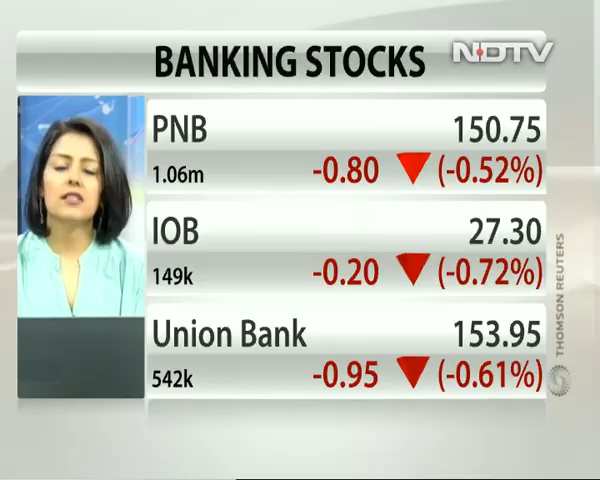 BANKING STOCKS
NDTV
PNB 150.75
1.06m -0.80 (-0.52%)
IOB 27.30
149k -0.20 (-0.72%)
Union Bank 153.95
542k -0.95 (-0.61%)
THOMSON REUTERS